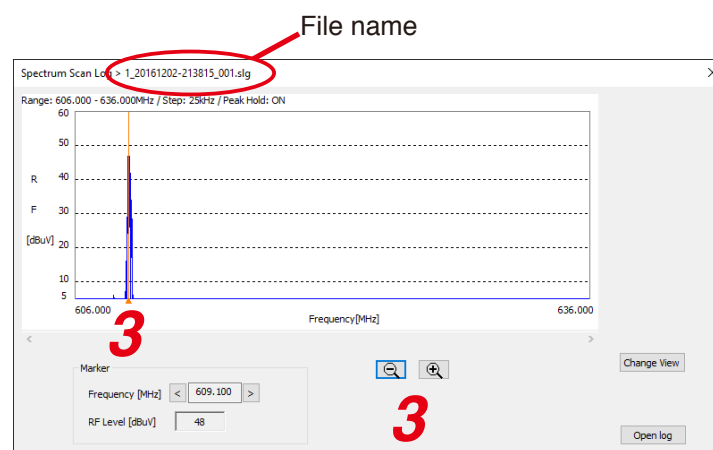 File name
Spectrum Scan Log > 1_20161202-213815_001.slg
Range: 606.000 - 636.000MHz / Step: 25kHz / Peak Hold: ON
60
50
R 40
F 30
[dBuV] 20
10
5
606.000 636.000
Frequency[MHz]
3
< >
Marker
Frequency [MHz] < 609.100 >
RF Level [dBuV] 48
3
Change View
Open log